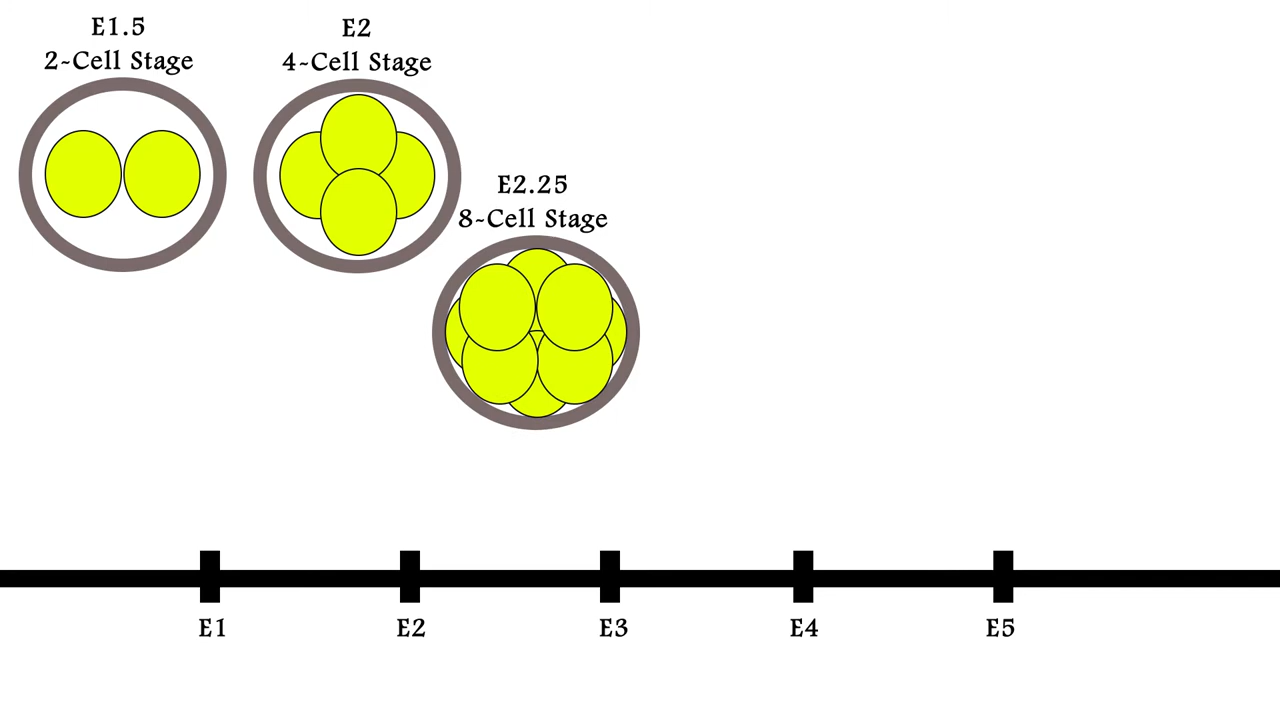 E1.5
2-Cell Stage
E2
4-Cell Stage
E2.25
8-Cell Stage
E1
E2
E3
E4
E5